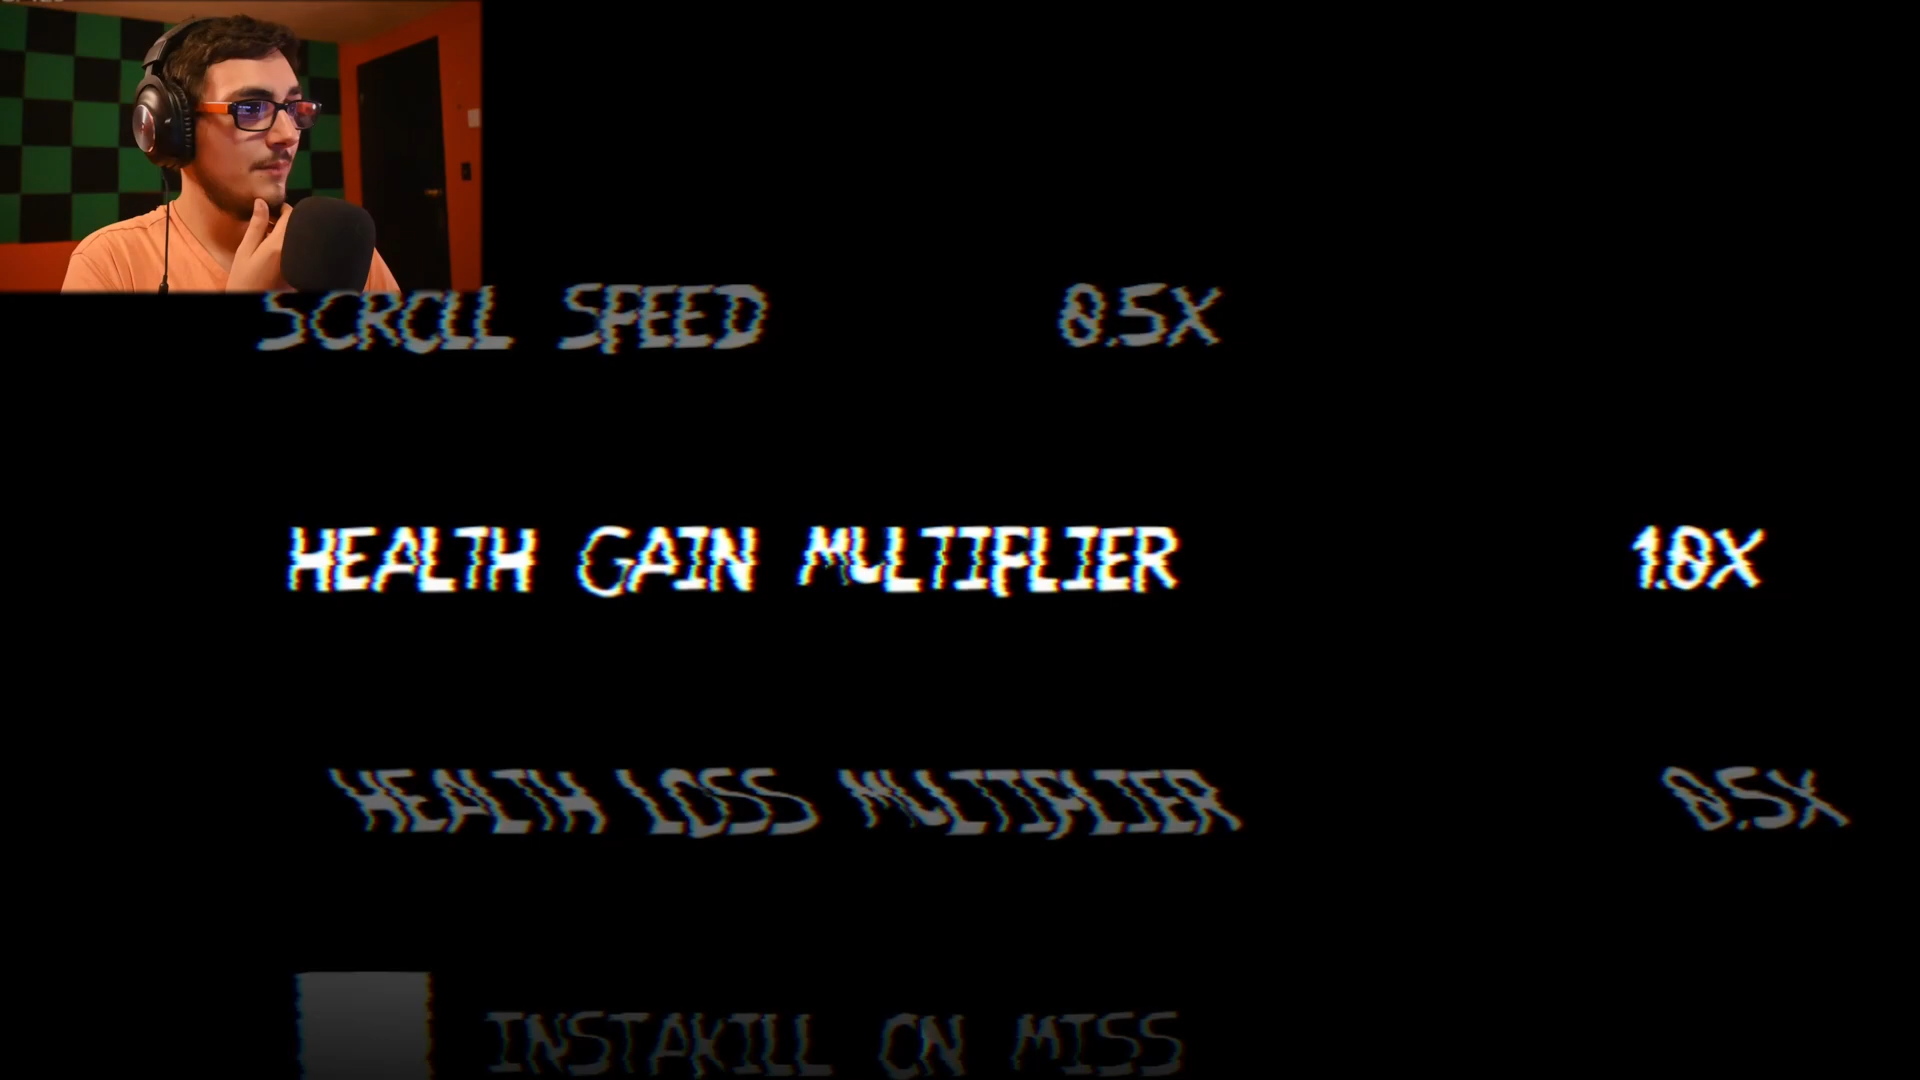 SCROLL SPEED 0.5X
HEALTH GAIN MULTIPLIER 1.0X
HEALTH LOSS MULTIPLIER 0.5X
INSTAKILL ON MISS